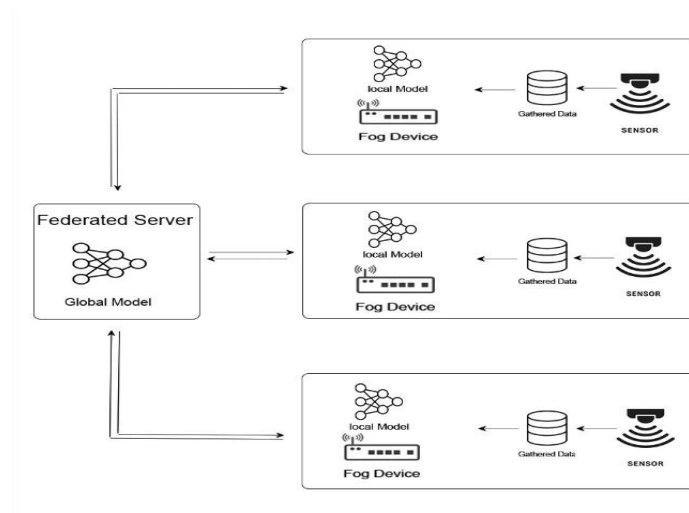 local Model
Fog Device
Gathered Data
SENSOR
Federated Server
Global Model
local Model
Fog Device
Gathered Data
SENSOR
local Model
Fog Device
Gathered Data
SENSOR